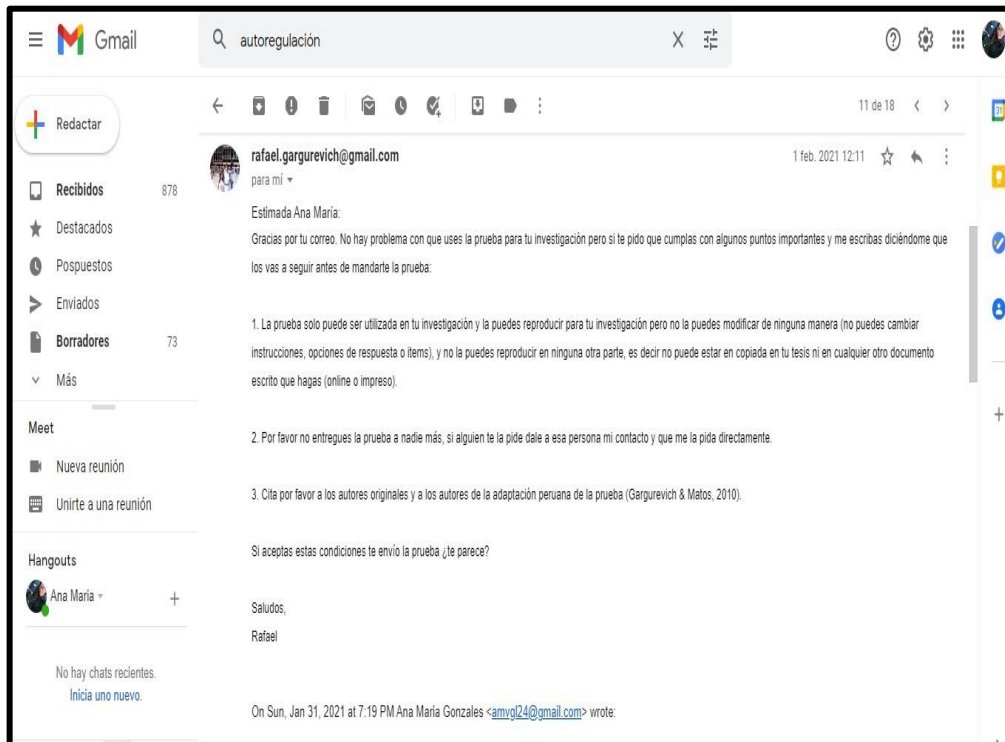 Gmail
autoregulación
Redactar
11 de 18
Recibidos 878
Destacados
Pospuestos
Enviados
Borradores 73
Más
Meet
Nueva reunión
Unirte a una reunión
Hangouts
Ana Maria
No hay chats recientes.
Inicia uno nuevo.
31
rafael.gargurevich@gmail.com
1 feb. 2021 12:11
para mí
Estimada Ana María:
Gracias por tu correo. No hay problema con que uses la prueba para tu investigación pero si te pido que cumplas con algunos puntos importantes y me escribas diciéndome que
los vas a seguir antes de mandarte la prueba:
1. La prueba solo puede ser utilizada en tu investigación y la puedes reproducir para tu investigación pero no la puedes modificar de ninguna manera (no puedes cambiar
instrucciones, opciones de respuesta o items), y no la puedes reproducir en ninguna otra parte, es decir no puede estar en copiada en tu tesis ni en cualquier otro documento
escrito que hagas (online o impreso).
2. Por favor no entregues la prueba a nadie más, si alguien te la pide dale a esa persona mi contacto y que me la pida directamente.
3. Cita por favor a los autores originales y a los autores de la adaptación peruana de la prueba (Gargurevich & Matos, 2010).
Si aceptas estas condiciones te envío la prueba ¿te parece?
Saludos,
Rafael
On Sun, Jan 31, 2021 at 7:19 PM Ana Maria Gonzales <amvgl24@gmail.com> wrote: